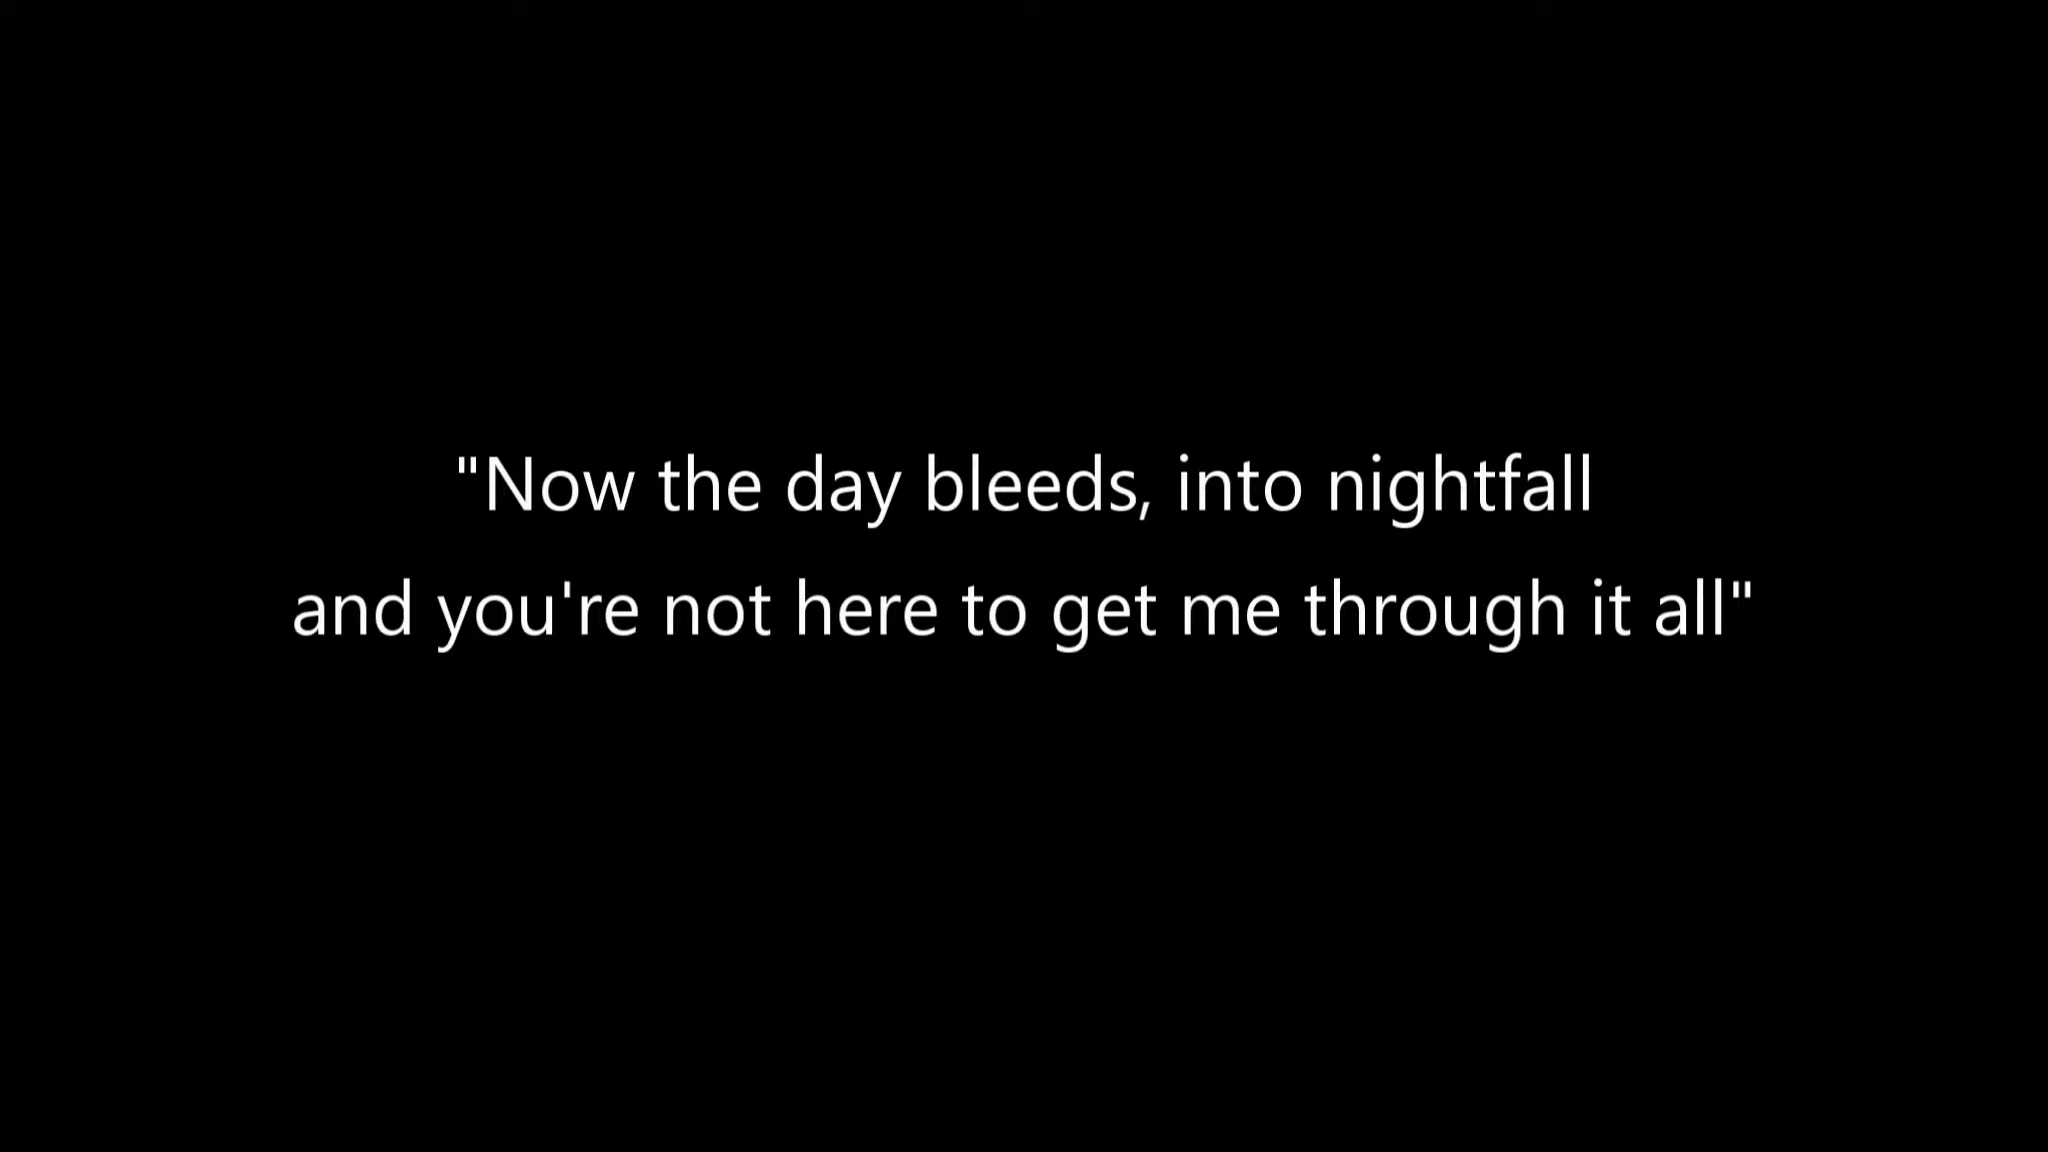 "Now the day bleeds, into nightfall
and you're not here to get me through it all"